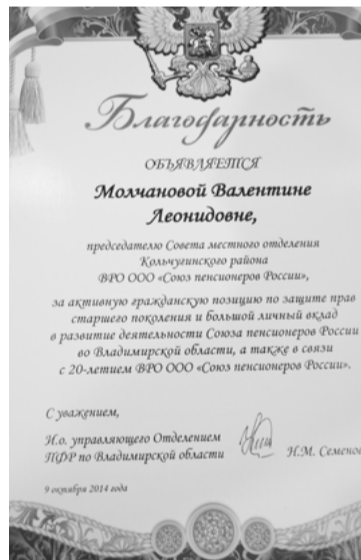 Благодарность
ОБЪЯВЛЯЕТСЯ
Молчановой Валентине
Леонидовне,
председателю Совета местного отделения
Кольчугинского района
ВРО ООО «Союз пенсионеров России»,
за активную гражданскую позицию по защите прав
старшего поколения и большой личный вклад
в развитие деятельности Союза пенсионеров России
во Владимирской области, а также в связи
с 20-летием ВРО ООО «Союз пенсионеров России».
С уважением,
И.о. управляющего Отделением
ПФР по Владимирской области
Н.М. Семенов
9 октября 2014 года